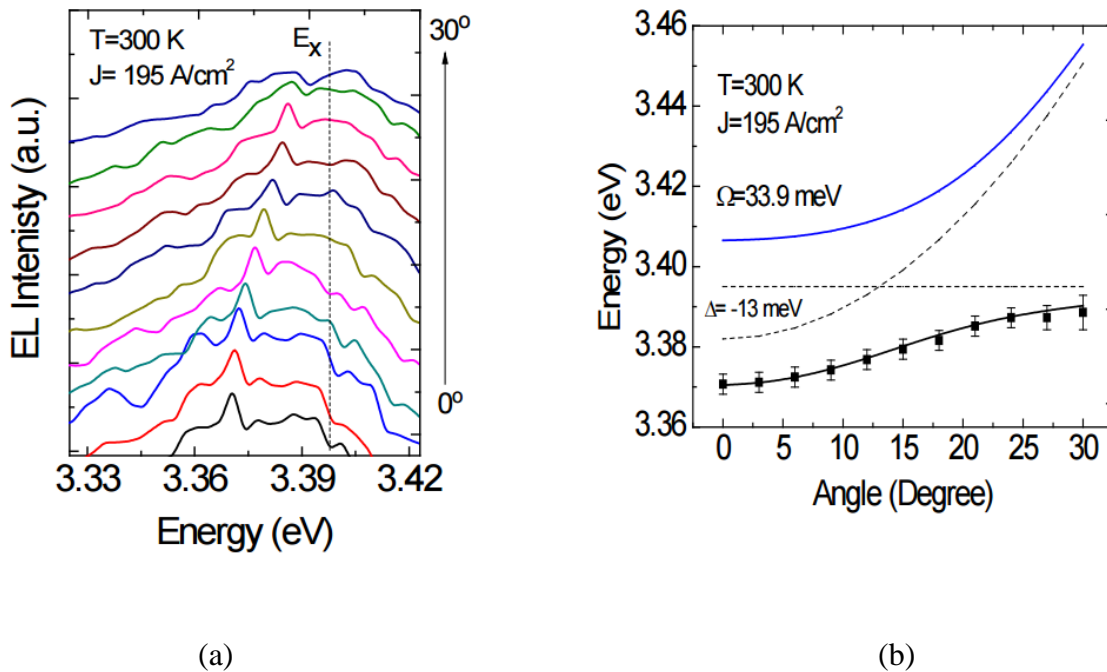 T=300 K
J= 195 A/cm²
Eₓ
30º
0º
EL Intenisty (a.u.)
3.33 3.36 3.39 3.42
Energy (eV)
3.46
3.44
3.42
3.40
3.38
3.36
Energy (eV)
T=300 K
J=195 A/cm²
Ω=33.9 meV
Δ= -13 meV
0 5 10 15 20 25 30
Angle (Degree)
(a) (b)